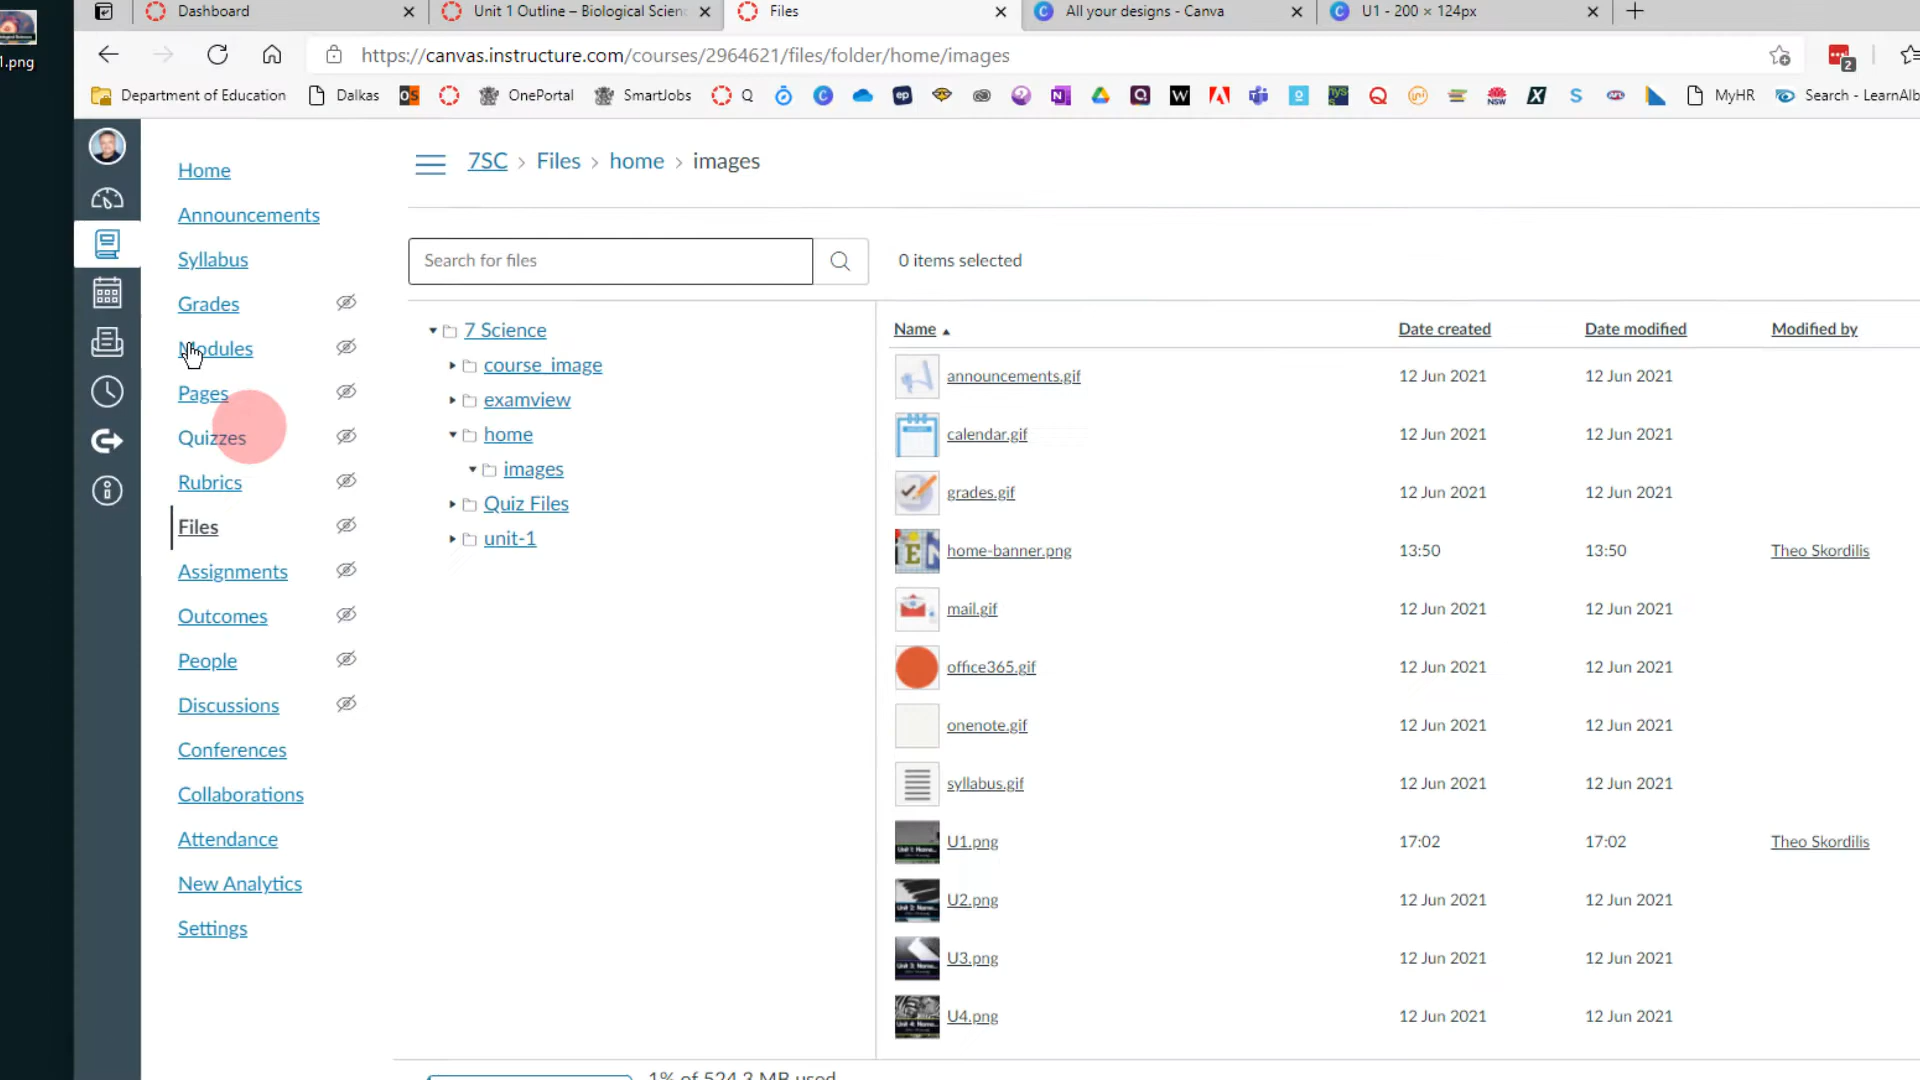 1.png
Dashboard
Unit 1 Outline – Biological Scien
Files
All your designs - Canva
U1 - 200 × 124px
https://canvas.instructure.com/courses/2964621/files/folder/home/images
2
Department of Education
Dalkas
OS
OnePortal
SmartJobs
Q
MyHR
Search - LearnAlb
7SC > Files > home > images
Home
Announcements
Syllabus
Grades
Modules
Pages
Quizzes
Rubrics
Files
Assignments
Outcomes
People
Discussions
Conferences
Collaborations
Attendance
New Analytics
Settings
Search for files
0 items selected
7 Science
course_image
examview
home
images
Quiz Files
unit-1
Name Date created Date modified Modified by
announcements.gif 12 Jun 2021 12 Jun 2021
calendar.gif 12 Jun 2021 12 Jun 2021
grades.gif 12 Jun 2021 12 Jun 2021
home-banner.png 13:50 13:50 Theo Skordilis
mail.gif 12 Jun 2021 12 Jun 2021
office365.gif 12 Jun 2021 12 Jun 2021
onenote.gif 12 Jun 2021 12 Jun 2021
syllabus.gif 12 Jun 2021 12 Jun 2021
U1.png 17:02 17:02 Theo Skordilis
U2.png 12 Jun 2021 12 Jun 2021
U3.png 12 Jun 2021 12 Jun 2021
U4.png 12 Jun 2021 12 Jun 2021
1% of 524.3 MB used